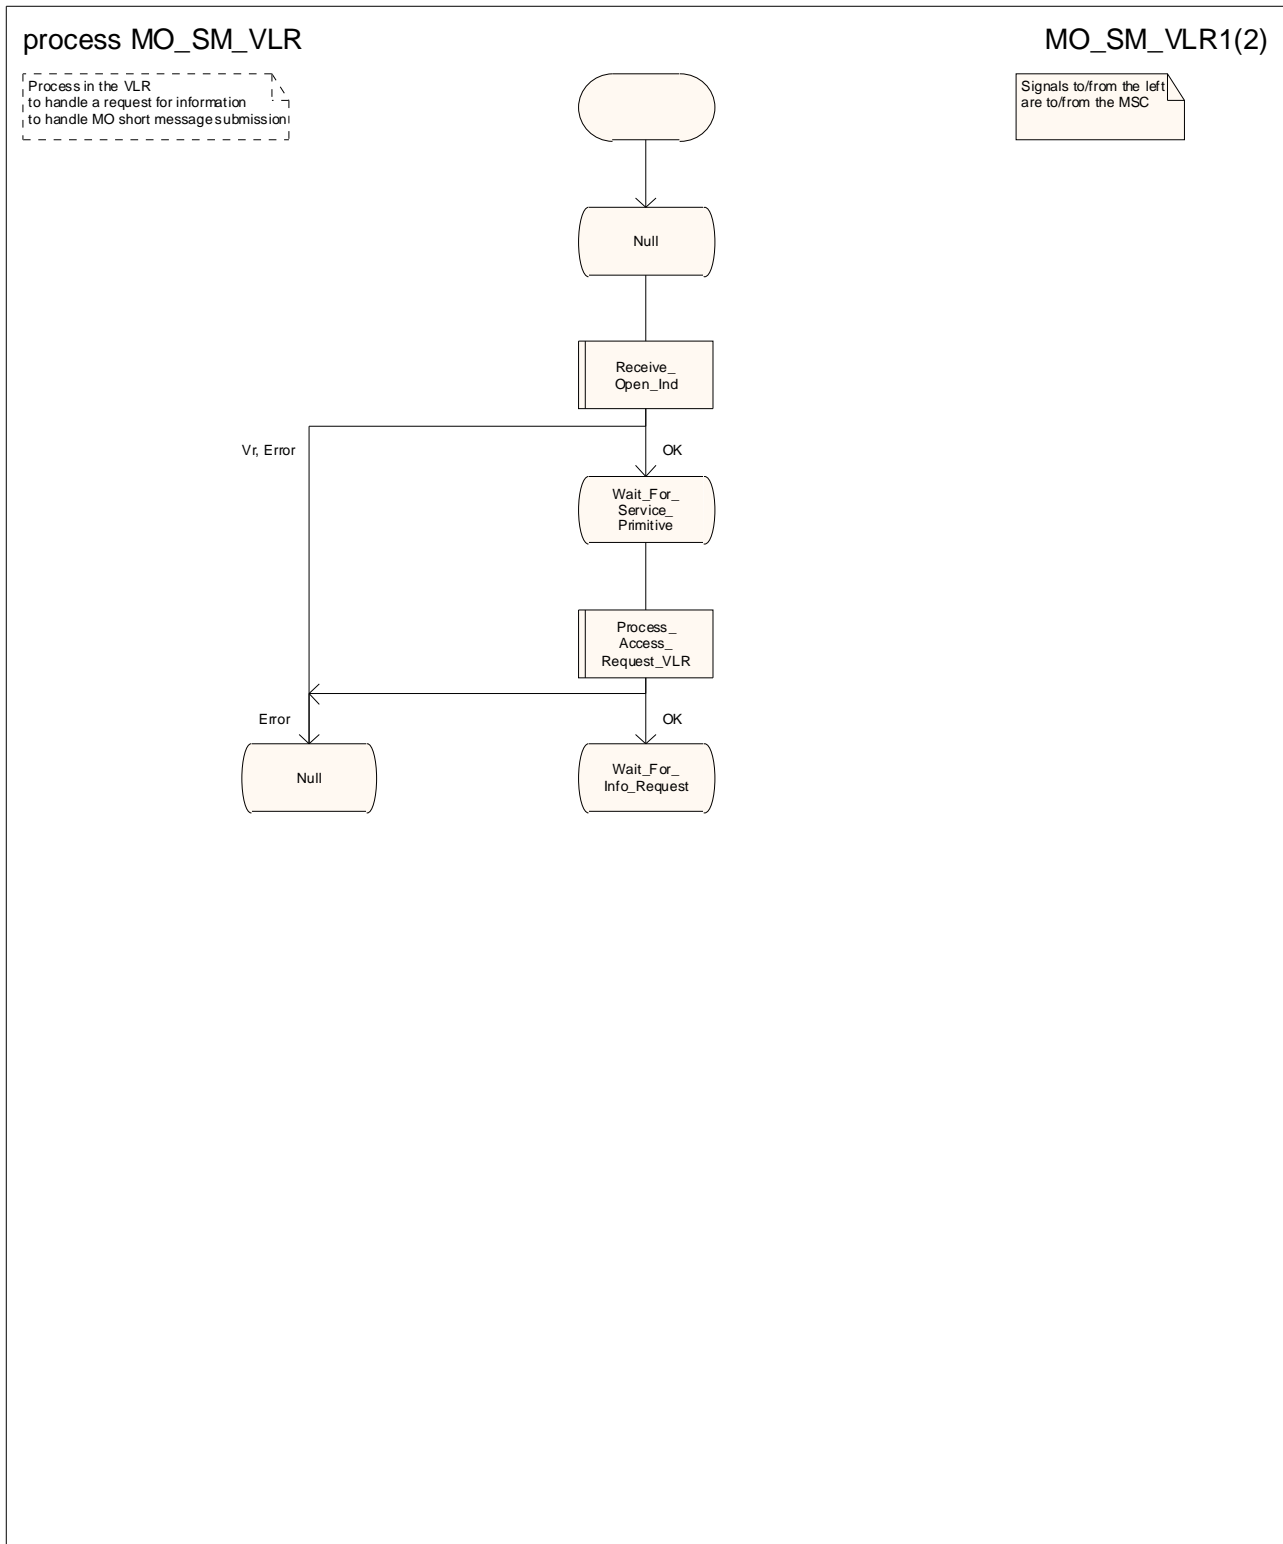 process MO_SM_VLR
MO_SM_VLR1(2)
Process in the VLR
to handle a request for information
to handle MO short message submission
Signals to/from the left
are to/from the MSC
Null
Receive_
Open_Ind
Vr, Error
OK
Wait_For_
Service_
Primitive
Process_
Access_
Request_VLR
Error
OK
Null
Wait_For_
Info_Request